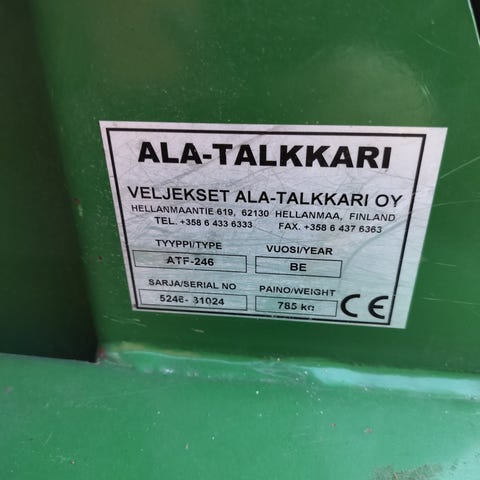 ALA-TALKKARI
VELJEKSET ALA-TALKKARI OY
HELLANMAANTIE 619, 62130 HELLANMAA, FINLAND
TEL. +358 6 433 6333 FAX. +358 6 437 6363
TYYPPI/TYPE VUOSI/YEAR
ATF-246 BE
SARJA/SERIAL NO PAINO/WEIGHT
5246- 31024 785 kg
CE